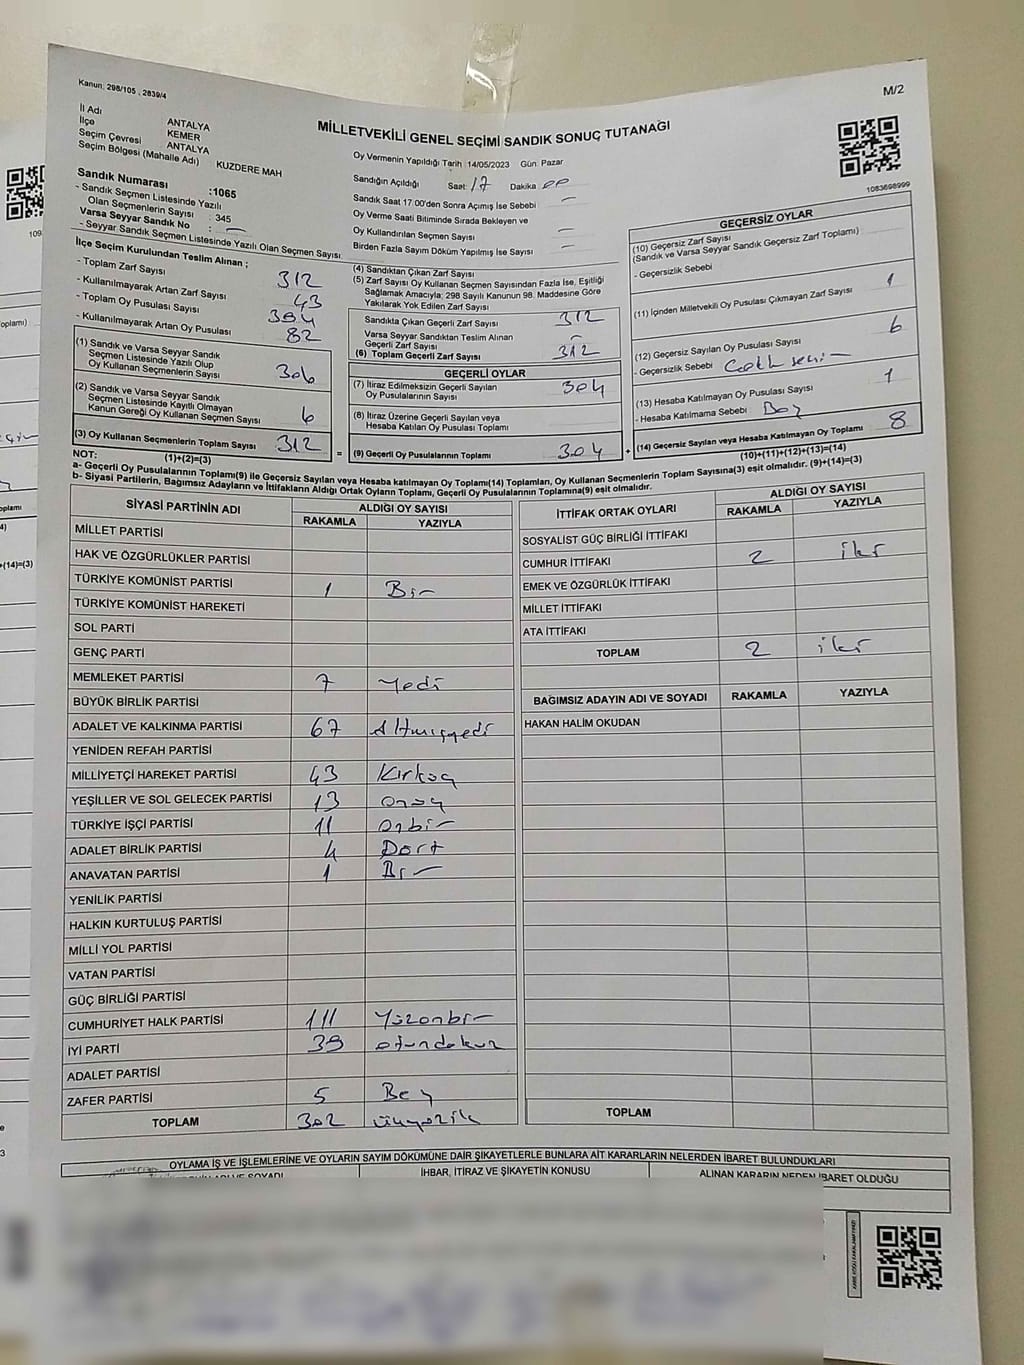 Kanun: 298/105 , 2839/4
M/2
İl Adı ANTALYA
İlçe KEMER
Seçim Çevresi ANTALYA
Seçim Bölgesi (Mahalle Adı) KUZDERE MAH
MİLLETVEKİLİ GENEL SEÇİMİ SANDIK SONUÇ TUTANAĞI
Sandık Numarası :1065
- Sandık Seçmen Listesinde Yazılı
Olan Seçmenlerin Sayısı : 345
Varsa Seyyar Sandık No : —
- Seyyar Sandık Seçmen Listesinde Yazılı Olan Seçmen Sayısı.
Oy Vermenin Yapıldığı Tarih 14/05/2023 Gün: Pazar
Sandığın Açıldığı Saat: 17 Dakika 00
Sandık Saat 17.00'den Sonra Açımış İse Sebebi —
Oy Verme Saati Bitiminde Sırada Bekleyen ve
Oy Kullandırılan Seçmen Sayısı —
Birden Fazla Sayım Döküm Yapılmış İse Sayısı —
1083698999
İlçe Seçim Kurulundan Teslim Alınan ;
- Toplam Zarf Sayısı 312
- Kullanılmayarak Artan Zarf Sayısı 43
- Toplam Oy Pusulası Sayısı
- Kullanılmayarak Artan Oy Pusulası 82
(1) Sandık ve Varsa Seyyar Sandık
Seçmen Listesinde Yazılı Olup
Oy Kullanan Seçmenlerin Sayısı 306
(2) Sandık ve Varsa Seyyar Sandık
Seçmen Listesinde Kayıtlı Olmayan
Kanun Gereği Oy Kullanan Seçmen Sayısı 6
(3) Oy Kullanan Seçmenlerin Toplam Sayısı 312
(1)+(2)=(3)
(4) Sandıktan Çıkan Zarf Sayısı
(5) Zarf Sayısı Oy Kullanan Seçmen Sayısından Fazla İse, Eşitliği
Sağlamak Amacıyla; 298 Sayılı Kanunun 98. Maddesine Göre
Yakılarak Yok Edilen Zarf Sayısı
Sandıkta Çıkan Geçerli Zarf Sayısı 312
Varsa Seyyar Sandıktan Teslim Alınan
Geçerli Zarf Sayısı —
(6) Toplam Geçerli Zarf Sayısı 312
GEÇERLİ OYLAR
(7) İtiraz Edilmeksizin Geçerli Sayılan
Oy Pusulalarının Sayısı 304
(8) İtiraz Üzerine Geçerli Sayılan veya
Hesaba Katılan Oy Pusulası Toplamı
= (9) Geçerli Oy Pusulalarının Toplamı 304 +
GEÇERSİZ OYLAR
(10) Geçersiz Zarf Sayısı
(Sandık ve Varsa Seyyar Sandık Geçersiz Zarf Toplamı)
- Geçersizlik Sebebi
(11) İçinden Milletvekili Oy Pusulası Çıkmayan Zarf Sayısı 1
(12) Geçersiz Sayılan Oy Pusulası Sayısı 6
- Geçersizlik Sebebi
(13) Hesaba Katılmayan Oy Pusulası Sayısı 1
- Hesaba Katılmama Sebebi Boş
(14) Geçersiz Sayılan veya Hesaba Katılmayan Oy Toplamı 8
(10)+(11)+(12)+(13)=(14)
NOT:
a- Geçerli Oy Pusulalarının Toplamı(9) ile Geçersiz Sayılan veya Hesaba katılmayan Oy Toplamı(14) Toplamları, Oy Kullanan Seçmenlerin Toplam Sayısına(3) eşit olmalıdır. (9)+(14)=(3)
b- Siyasi Partilerin, Bağımsız Adayların ve İttifakların Aldığı Ortak Oyların Toplamı, Geçerli Oy Pusulalarının Toplamına(9) eşit olmalıdır.
SİYASİ PARTİNİN ADI ALDIĞI OY SAYISI
RAKAMLA YAZIYLA
MİLLET PARTİSİ
HAK VE ÖZGÜRLÜKLER PARTİSİ
TÜRKİYE KOMÜNİST PARTİSİ 1 Bir
TÜRKİYE KOMÜNİST HAREKETİ
SOL PARTİ
GENÇ PARTİ
MEMLEKET PARTİSİ 7 Yedi
BÜYÜK BİRLİK PARTİSİ
ADALET VE KALKINMA PARTİSİ 67 Altmışyedi
YENİDEN REFAH PARTİSİ
MİLLİYETÇİ HAREKET PARTİSİ 43 Kırküç
YEŞİLLER VE SOL GELECEK PARTİSİ 13 onüç
TÜRKİYE İŞÇİ PARTİSİ 11 onbir
ADALET BİRLİK PARTİSİ 4 Dört
ANAVATAN PARTİSİ 1 Bir
YENİLİK PARTİSİ
HALKIN KURTULUŞ PARTİSİ
MİLLİ YOL PARTİSİ
VATAN PARTİSİ
GÜÇ BİRLİĞİ PARTİSİ
CUMHURİYET HALK PARTİSİ 111 Yüzonbir
İYİ PARTİ 39 otuzdokuz
ADALET PARTİSİ
ZAFER PARTİSİ 5 Beş
TOPLAM 302 üçyüziki
İTTİFAK ORTAK OYLARI ALDIĞI OY SAYISI
RAKAMLA YAZIYLA
SOSYALİST GÜÇ BİRLİĞİ İTTİFAKI
CUMHUR İTTİFAKI 2 iki
EMEK VE ÖZGÜRLÜK İTTİFAKI
MİLLET İTTİFAKI
ATA İTTİFAKI
TOPLAM 2 iki
BAĞIMSIZ ADAYIN ADI VE SOYADI RAKAMLA YAZIYLA
HAKAN HALİM OKUDAN
TOPLAM
OYLAMA İŞ VE İŞLEMLERİNE VE OYLARIN SAYIM DÖKÜMÜNE DAİR ŞİKAYETLERLE BUNLARA AİT KARARLARIN NELERDEN İBARET BULUNDUKLARI
İHBAR, İTİRAZ VE ŞİKAYETİN KONUSU
ALINAN KARARIN NEDEN İBARET OLDUĞU